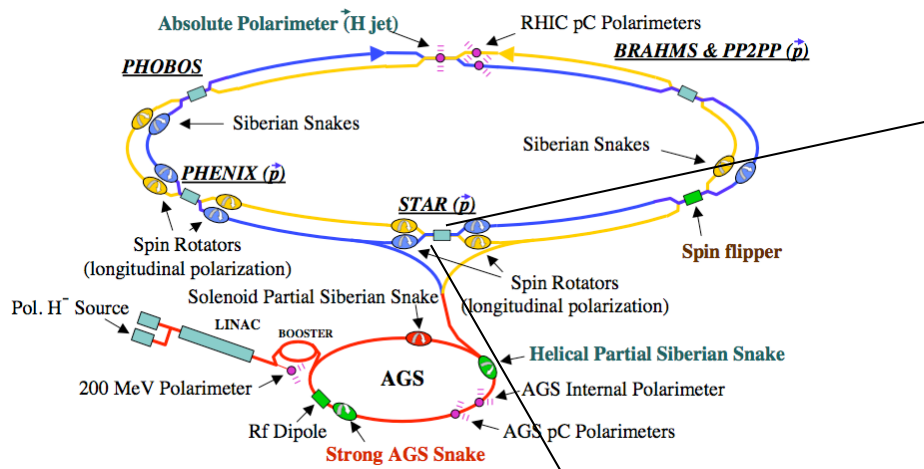 Absolute Polarimeter (H⃗ jet)
RHIC pC Polarimeters
BRAHMS & PP2PP (p⃗)
PHOBOS
Siberian Snakes
Siberian Snakes
PHENIX (p⃗)
STAR (p⃗)
Spin Rotators
(longitudinal polarization)
Spin flipper
Spin Rotators
(longitudinal polarization)
Solenoid Partial Siberian Snake
Pol. H⁻ Source
LINAC
BOOSTER
Helical Partial Siberian Snake
AGS
200 MeV Polarimeter
AGS Internal Polarimeter
Rf Dipole
AGS pC Polarimeters
Strong AGS Snake